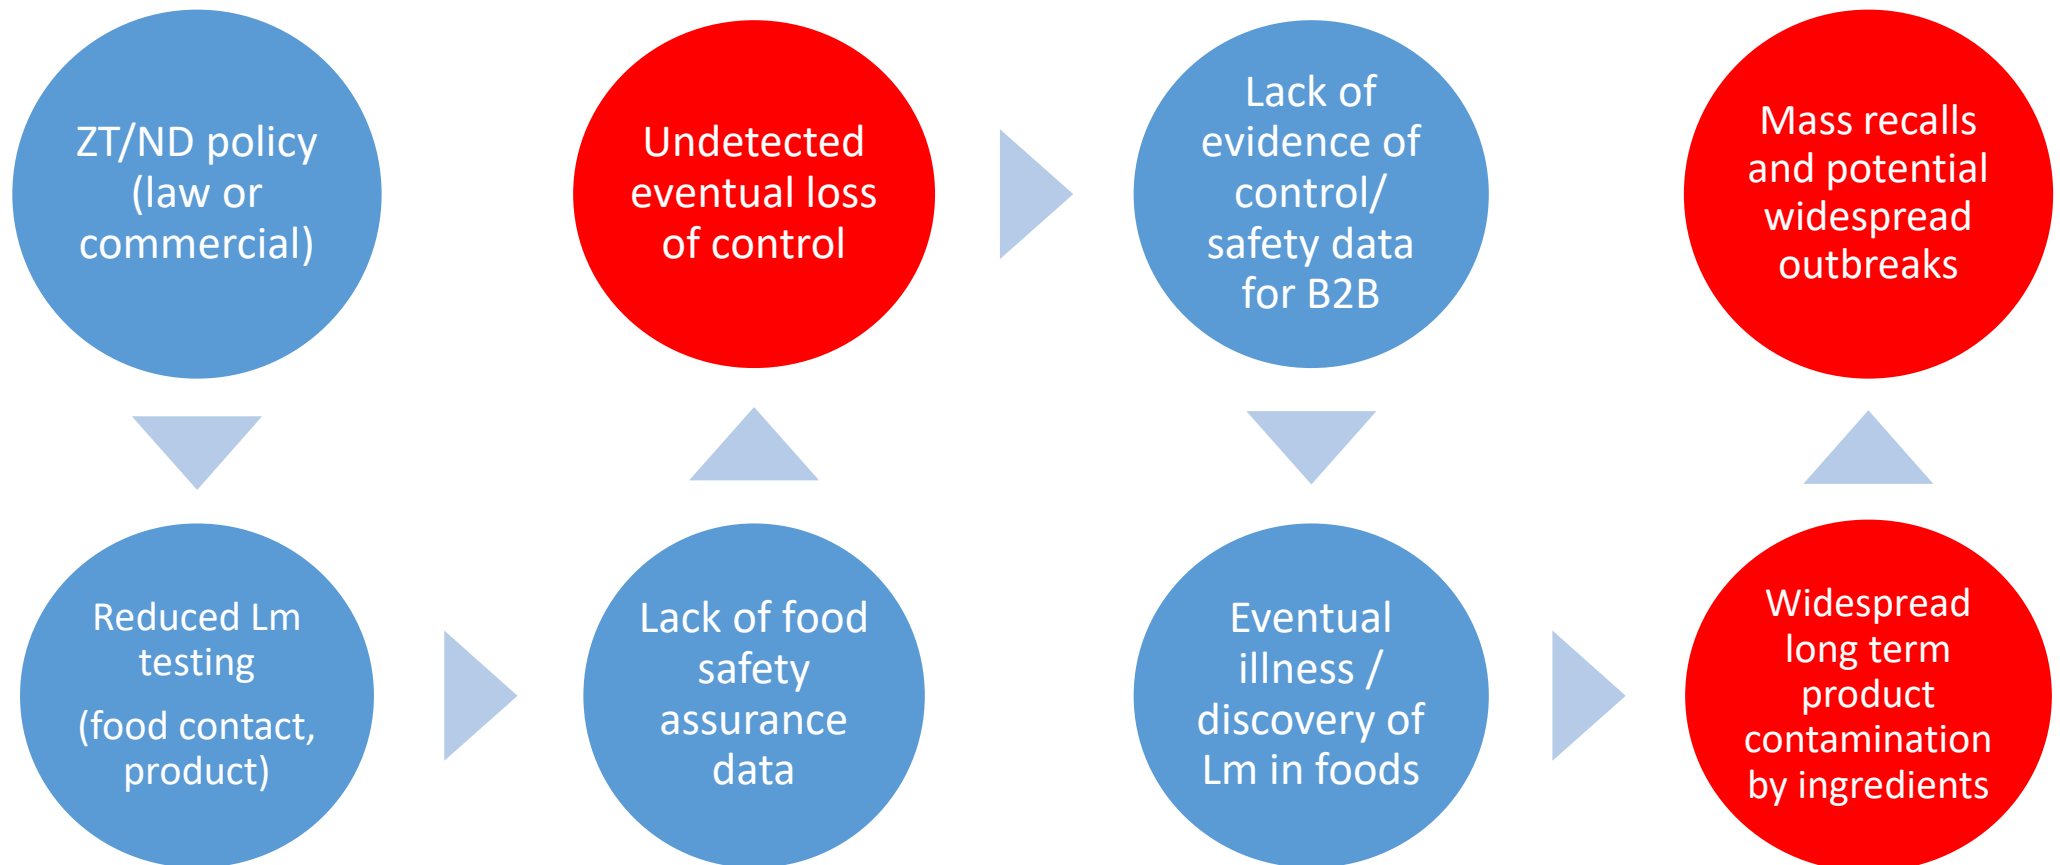 ZT/ND policy
(law or
commercial)
Reduced Lm
testing
(food contact,
product)
Lack of food
safety
assurance
data
Undetected
eventual loss
of control
Lack of
evidence of
control/
safety data
for B2B
Eventual
illness /
discovery of
Lm in foods
Widespread
long term
product
contamination
by ingredients
Mass recalls
and potential
widespread
outbreaks